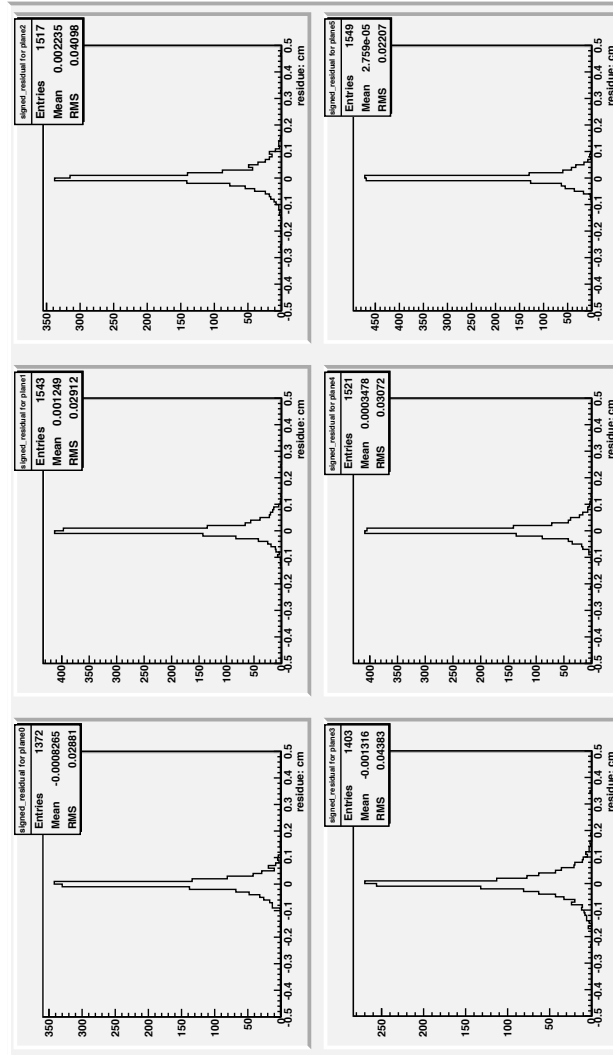 signed_residual for plane0
Entries 1372
Mean -0.0008265
RMS 0.02881
350
300
250
200
150
100
50
0
-0.5 -0.4 -0.3 -0.2 -0.1 0 0.1 0.2 0.3 0.4 0.5
residue: cm
signed_residual for plane1
Entries 1543
Mean 0.001249
RMS 0.02912
400
350
300
250
200
150
100
50
0
-0.5 -0.4 -0.3 -0.2 -0.1 0 0.1 0.2 0.3 0.4 0.5
residue: cm
signed_residual for plane2
Entries 1517
Mean 0.002235
RMS 0.04098
350
300
250
200
150
100
50
0
-0.5 -0.4 -0.3 -0.2 -0.1 0 0.1 0.2 0.3 0.4 0.5
residue: cm
signed_residual for plane3
Entries 1403
Mean -0.001316
RMS 0.04383
250
200
150
100
50
0
-0.5 -0.4 -0.3 -0.2 -0.1 0 0.1 0.2 0.3 0.4 0.5
residue: cm
signed_residual for plane4
Entries 1521
Mean 0.0003478
RMS 0.03072
400
350
300
250
200
150
100
50
0
-0.5 -0.4 -0.3 -0.2 -0.1 0 0.1 0.2 0.3 0.4 0.5
residue: cm
signed_residual for plane5
Entries 1549
Mean 2.759e-05
RMS 0.02207
450
400
350
300
250
200
150
100
50
0
-0.5 -0.4 -0.3 -0.2 -0.1 0 0.1 0.2 0.3 0.4 0.5
residue: cm